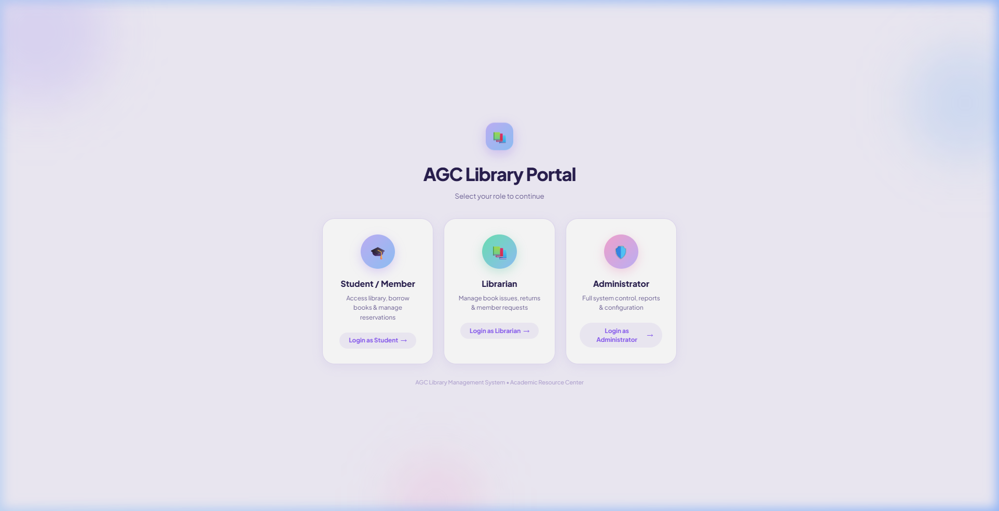 AGC Library Portal
Select your role to continue
Student / Member
Access library, borrow
books & manage
reservations
Login as Student →
Librarian
Manage book issues, returns
& member requests
Login as Librarian →
Administrator
Full system control, reports
& configuration
Login as
Administrator →
AGC Library Management System • Academic Resource Center